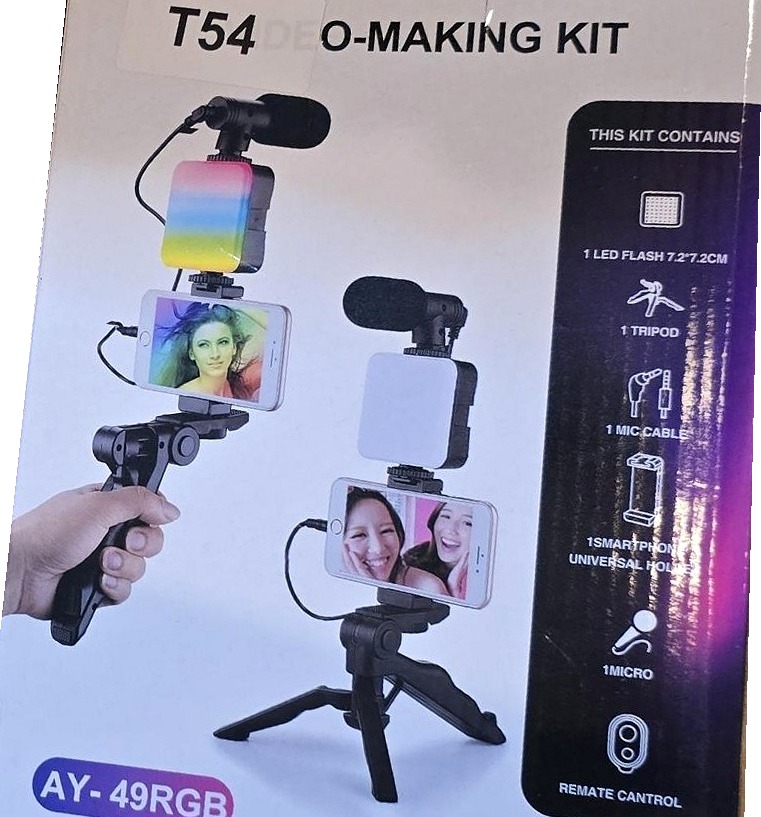 T54
DEO-MAKING KIT
THIS KIT CONTAINS
1 LED FLASH 7.2*7.2CM
1 TRIPOD
1 MIC CABLE
1SMARTPHONE
UNIVERSAL
1MICRO
REMATE CANTROL
AY- 49RGB